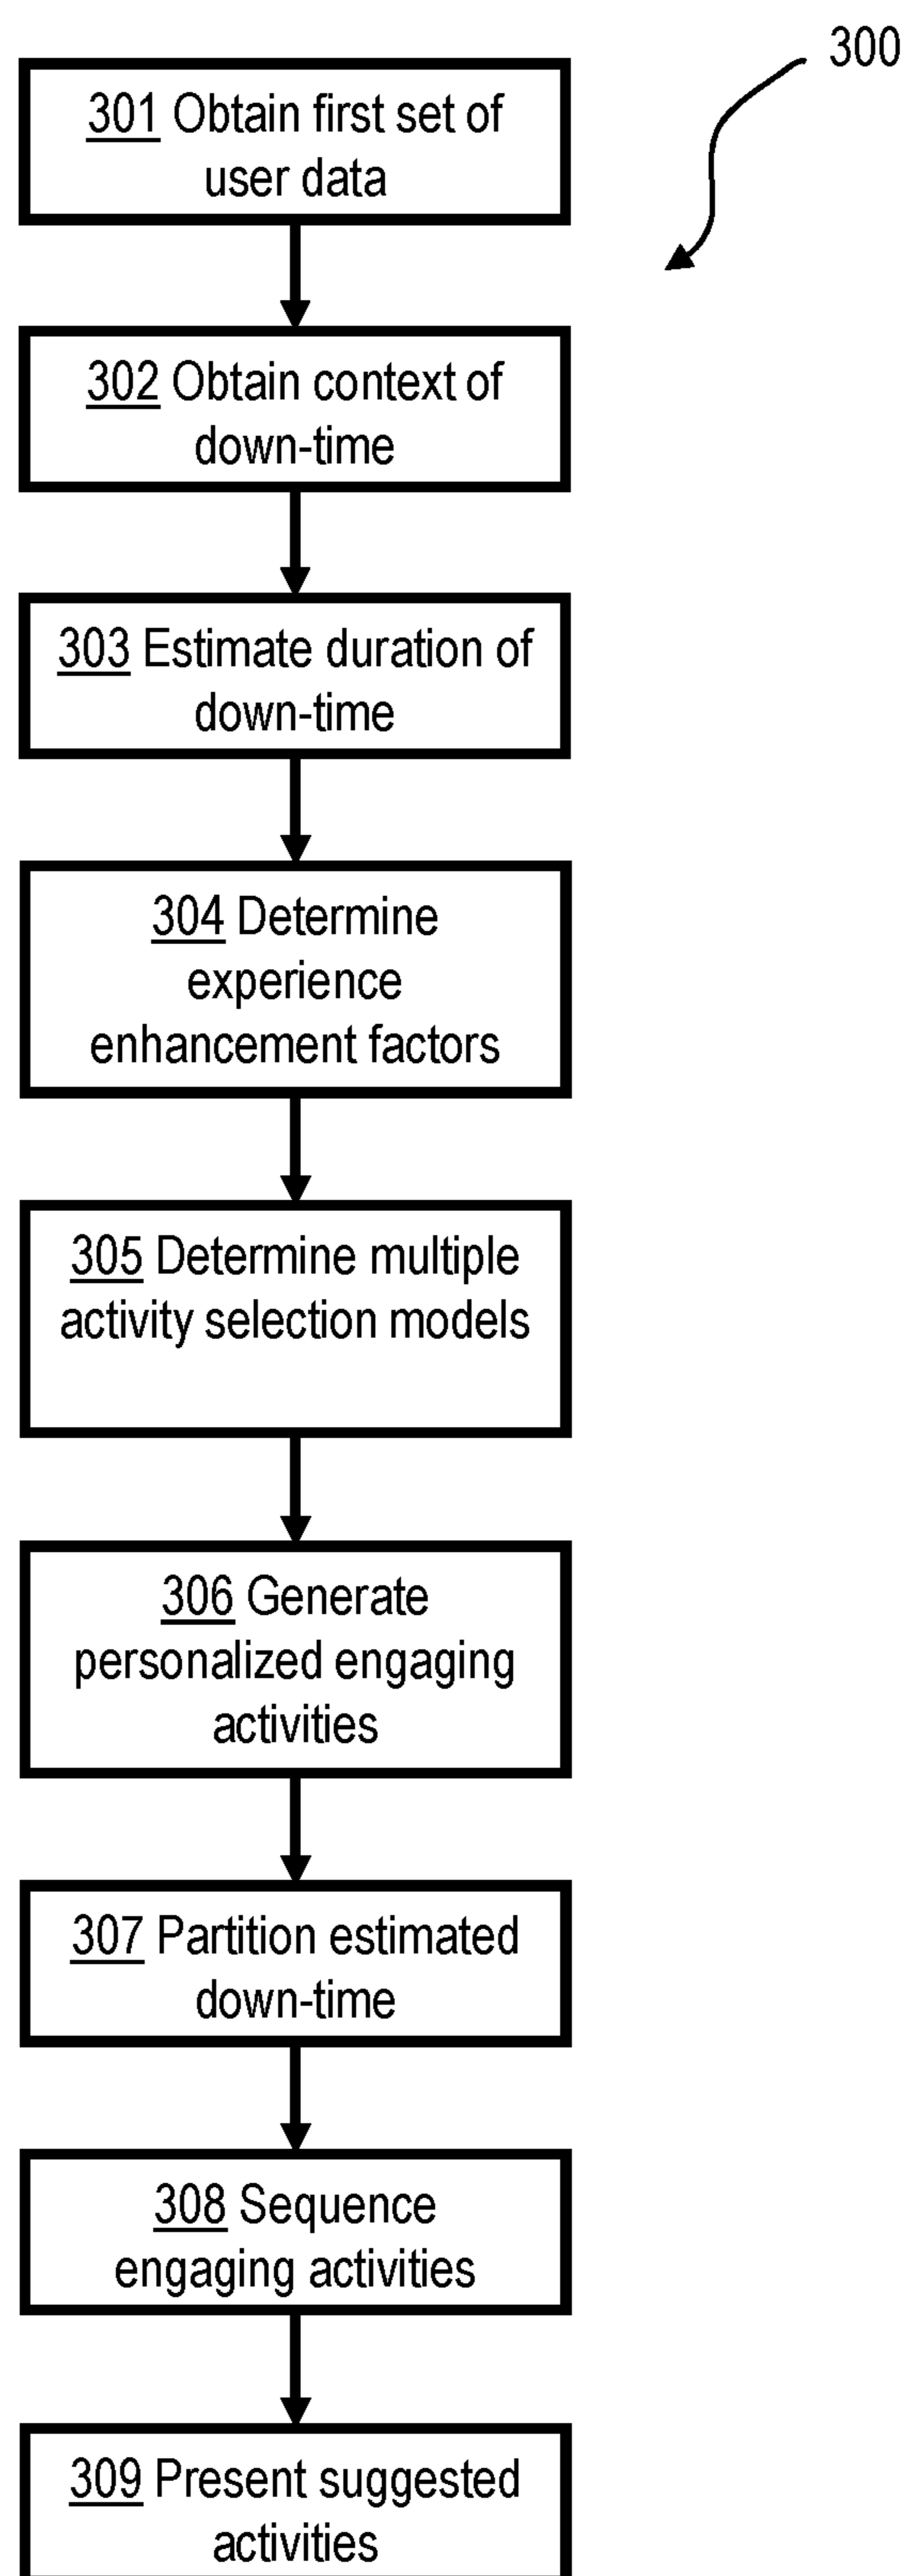 300
301 Obtain first set of
user data
302 Obtain context of
down-time
303 Estimate duration of
down-time
304 Determine
experience
enhancement factors
305 Determine multiple
activity selection models
306 Generate
personalized engaging
activities
307 Partition estimated
down-time
308 Sequence
engaging activities
309 Present suggested
activities